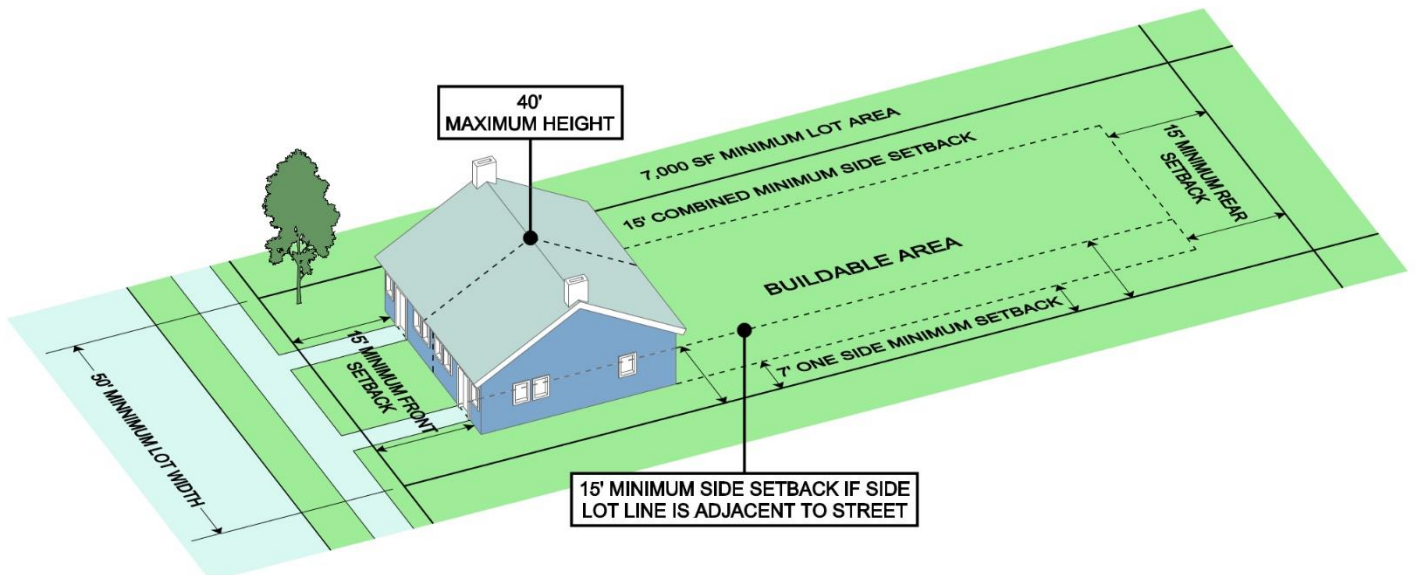 40'
MAXIMUM HEIGHT
7,000 SF MINIMUM LOT AREA
15' COMBINED MINIMUM SIDE SETBACK
15' MINIMUM REAR
SETBACK
BUILDABLE AREA
7' ONE SIDE MINIMUM SETBACK
15' MINIMUM FRONT
SETBACK
50' MINNIMUM LOT WIDTH
15' MINIMUM SIDE SETBACK IF SIDE
LOT LINE IS ADJACENT TO STREET